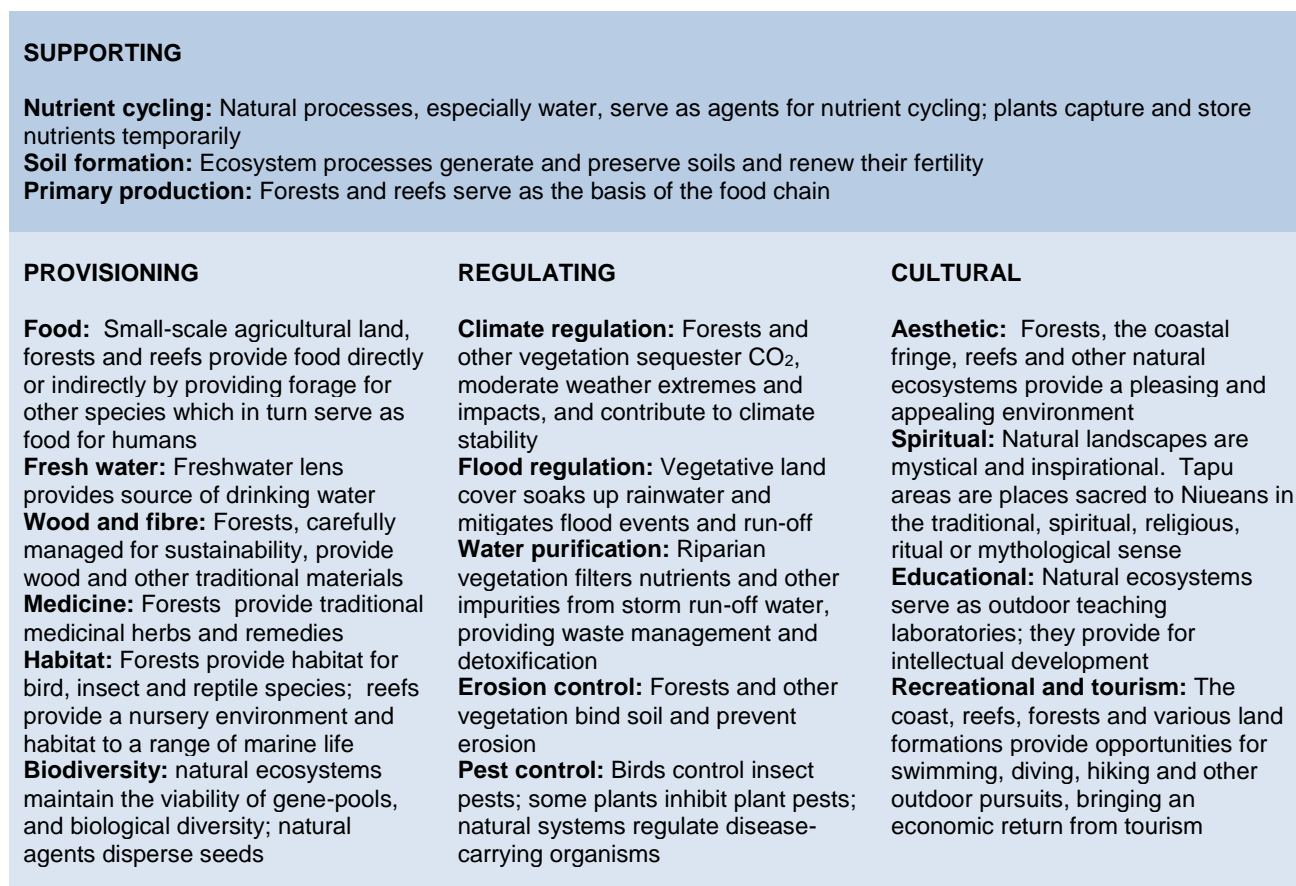 SUPPORTING
Nutrient cycling: Natural processes, especially water, serve as agents for nutrient cycling; plants capture and store
nutrients temporarily
Soil formation: Ecosystem processes generate and preserve soils and renew their fertility
Primary production: Forests and reefs serve as the basis of the food chain
PROVISIONING
Food: Small-scale agricultural land,
forests and reefs provide food directly
or indirectly by providing forage for
other species which in turn serve as
food for humans
Fresh water: Freshwater lens
provides source of drinking water
Wood and fibre: Forests, carefully
managed for sustainability, provide
wood and other traditional materials
Medicine: Forests provide traditional
medicinal herbs and remedies
Habitat: Forests provide habitat for
bird, insect and reptile species; reefs
provide a nursery environment and
habitat to a range of marine life
Biodiversity: natural ecosystems
maintain the viability of gene-pools,
and biological diversity; natural
agents disperse seeds
REGULATING
Climate regulation: Forests and
other vegetation sequester CO₂,
moderate weather extremes and
impacts, and contribute to climate
stability
Flood regulation: Vegetative land
cover soaks up rainwater and
mitigates flood events and run-off
Water purification: Riparian
vegetation filters nutrients and other
impurities from storm run-off water,
providing waste management and
detoxification
Erosion control: Forests and other
vegetation bind soil and prevent
erosion
Pest control: Birds control insect
pests; some plants inhibit plant pests;
natural systems regulate disease-
carrying organisms
CULTURAL
Aesthetic: Forests, the coastal
fringe, reefs and other natural
ecosystems provide a pleasing and
appealing environment
Spiritual: Natural landscapes are
mystical and inspirational. Tapu
areas are places sacred to Niueans in
the traditional, spiritual, religious,
ritual or mythological sense
Educational: Natural ecosystems
serve as outdoor teaching
laboratories; they provide for
intellectual development
Recreational and tourism: The
coast, reefs, forests and various land
formations provide opportunities for
swimming, diving, hiking and other
outdoor pursuits, bringing an
economic return from tourism